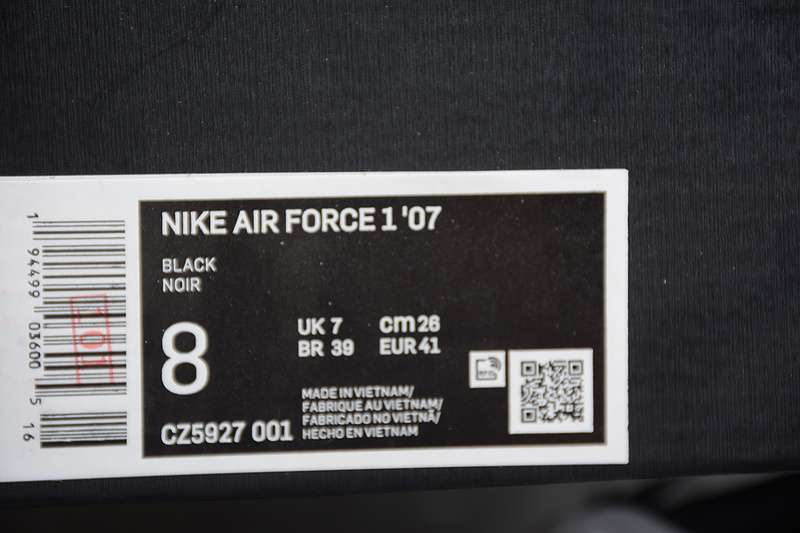 NIKE AIR FORCE 1 '07
BLACK
NOIR
8
UK 7 cm 26
BR 39 EUR 41
MADE IN VIETNAM/
FABRIQUE AU VIETNAM/
FABRICADO NO VIETNÃ/
HECHO EN VIETNAM
CZ5927 001
1 94499 03600 5 16
101